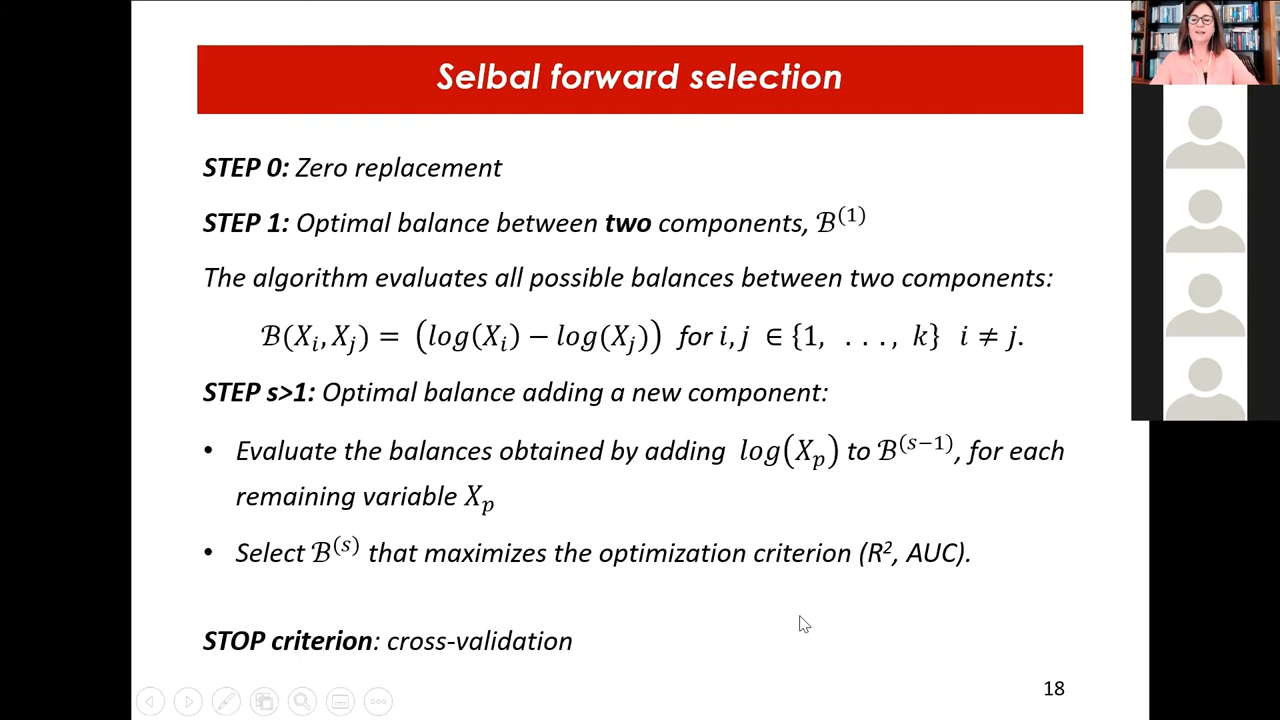 Selbal forward selection
STEP 0: Zero replacement
STEP 1: Optimal balance between two components, ℬ⁽¹⁾
The algorithm evaluates all possible balances between two components:
ℬ(Xᵢ, Xⱼ) = (log(Xᵢ) − log(Xⱼ)) for i, j ∈ {1, . . . , k} i ≠ j.
STEP s>1: Optimal balance adding a new component:
• Evaluate the balances obtained by adding log(Xₚ) to ℬ⁽ˢ⁻¹⁾, for each
remaining variable Xₚ
• Select ℬ⁽ˢ⁾ that maximizes the optimization criterion (R², AUC).
STOP criterion: cross-validation
18